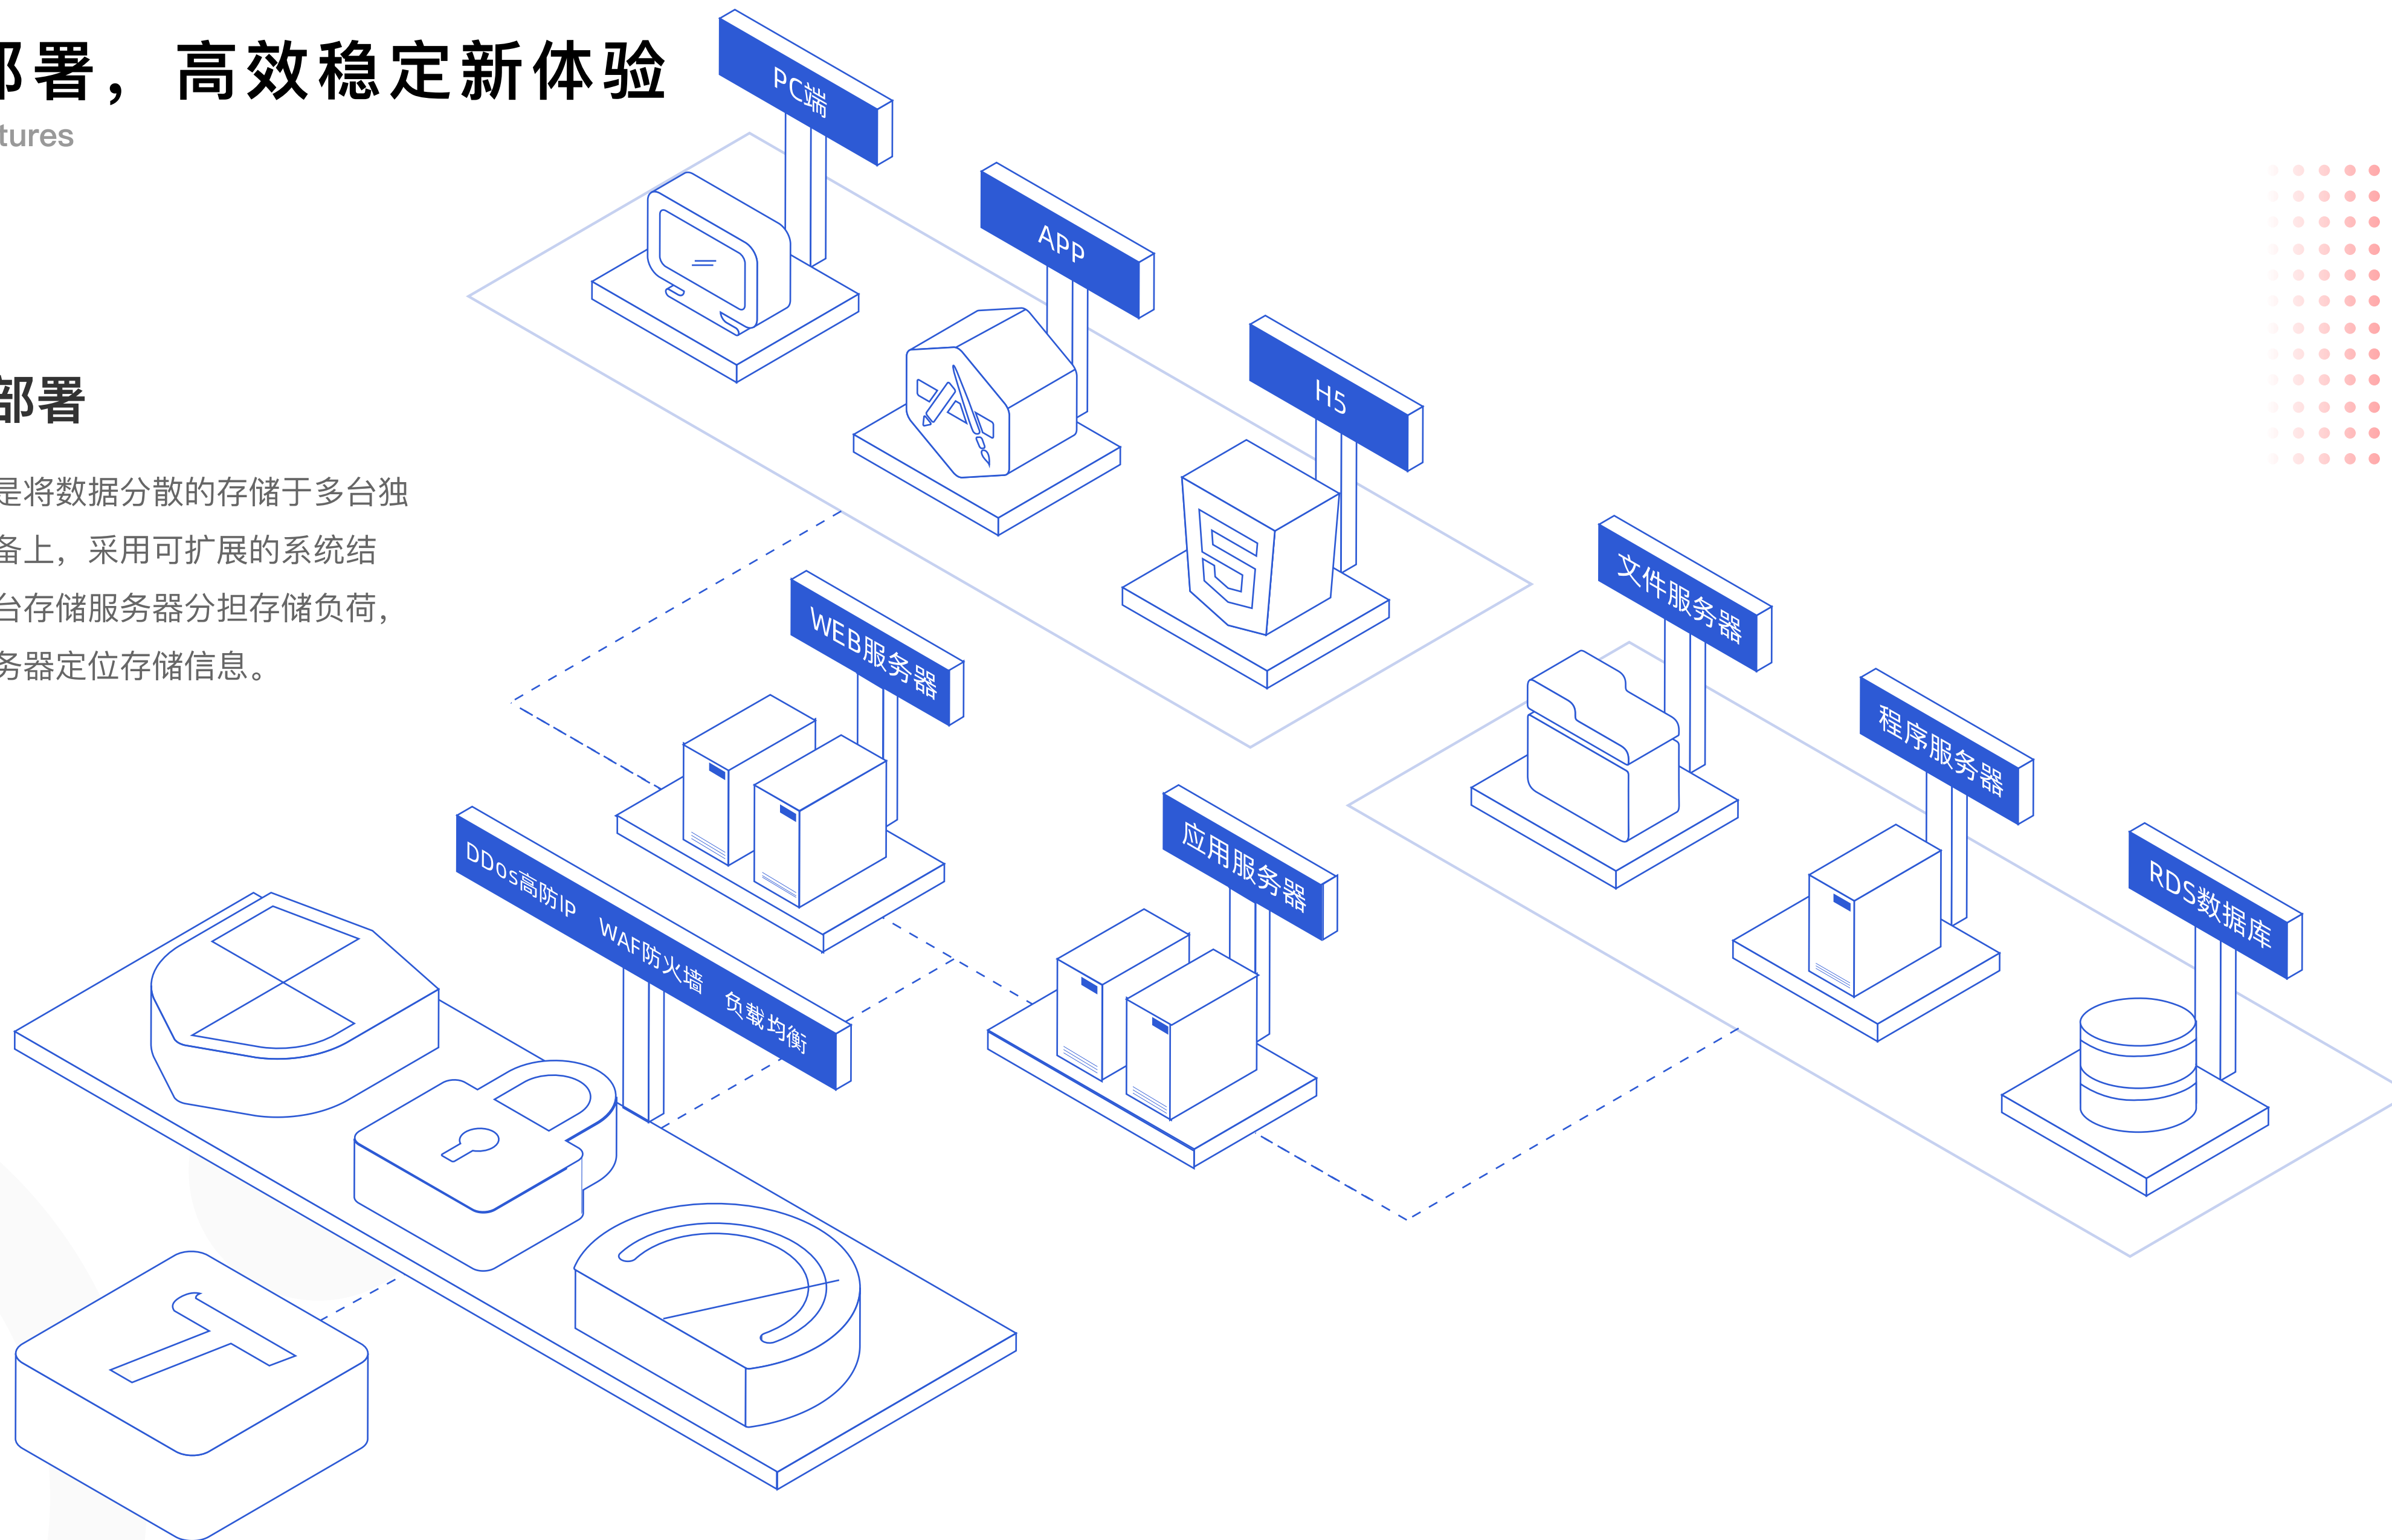 部署，高效稳定新体验
tures
部署
是将数据分散的存储于多台独
备上，采用可扩展的系统结
台存储服务器分担存储负荷，
务器定位存储信息。
PC端
APP
H5
WEB服务器
文件服务器
程序服务器
RDS数据库
应用服务器
DDos高防IP WAF防火墙 负载均衡